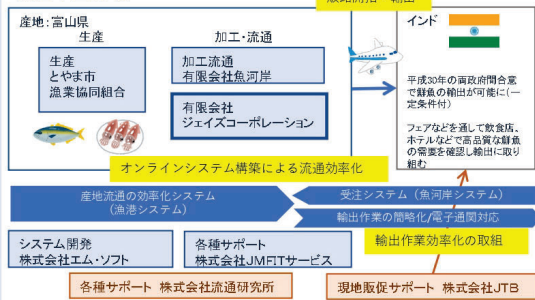 販路開拓・輸出
産地:富山県
生産
加工・流通
インド
生産
とやま市
漁業協同組合
加工流通
有限会社魚河岸
有限会社
ジェイズコーポレーション
平成30年の両政府間合意
で鮮魚の輸出が可能に(一
定条件付)
フェアなどを通して飲食店、
ホテルなどで高品質な鮮魚
の需要を確認し輸出に取り
組む
オンラインシステム構築による流通効率化
産地流通の効率化システム
(漁港システム)
受注システム(魚河岸システム)
輸出作業の簡略化/電子通関対応
輸出作業効率化の取組
システム開発
株式会社エム・ソフト
各種サポート
株式会社JMFITサービス
各種サポート 株式会社流通研究所
現地販促サポート 株式会社JTB